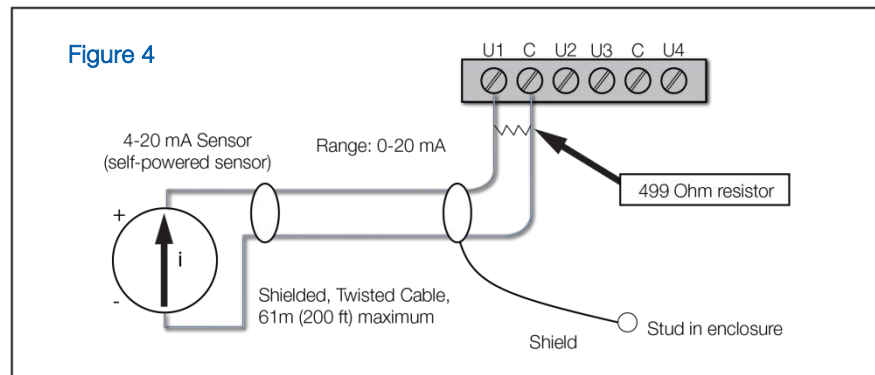 Figure 4
U1 C U2 U3 C U4
4-20 mA Sensor
(self-powered sensor)
Range: 0-20 mA
499 Ohm resistor
+
i
-
Shielded, Twisted Cable,
61m (200 ft) maximum
Shield
Stud in enclosure